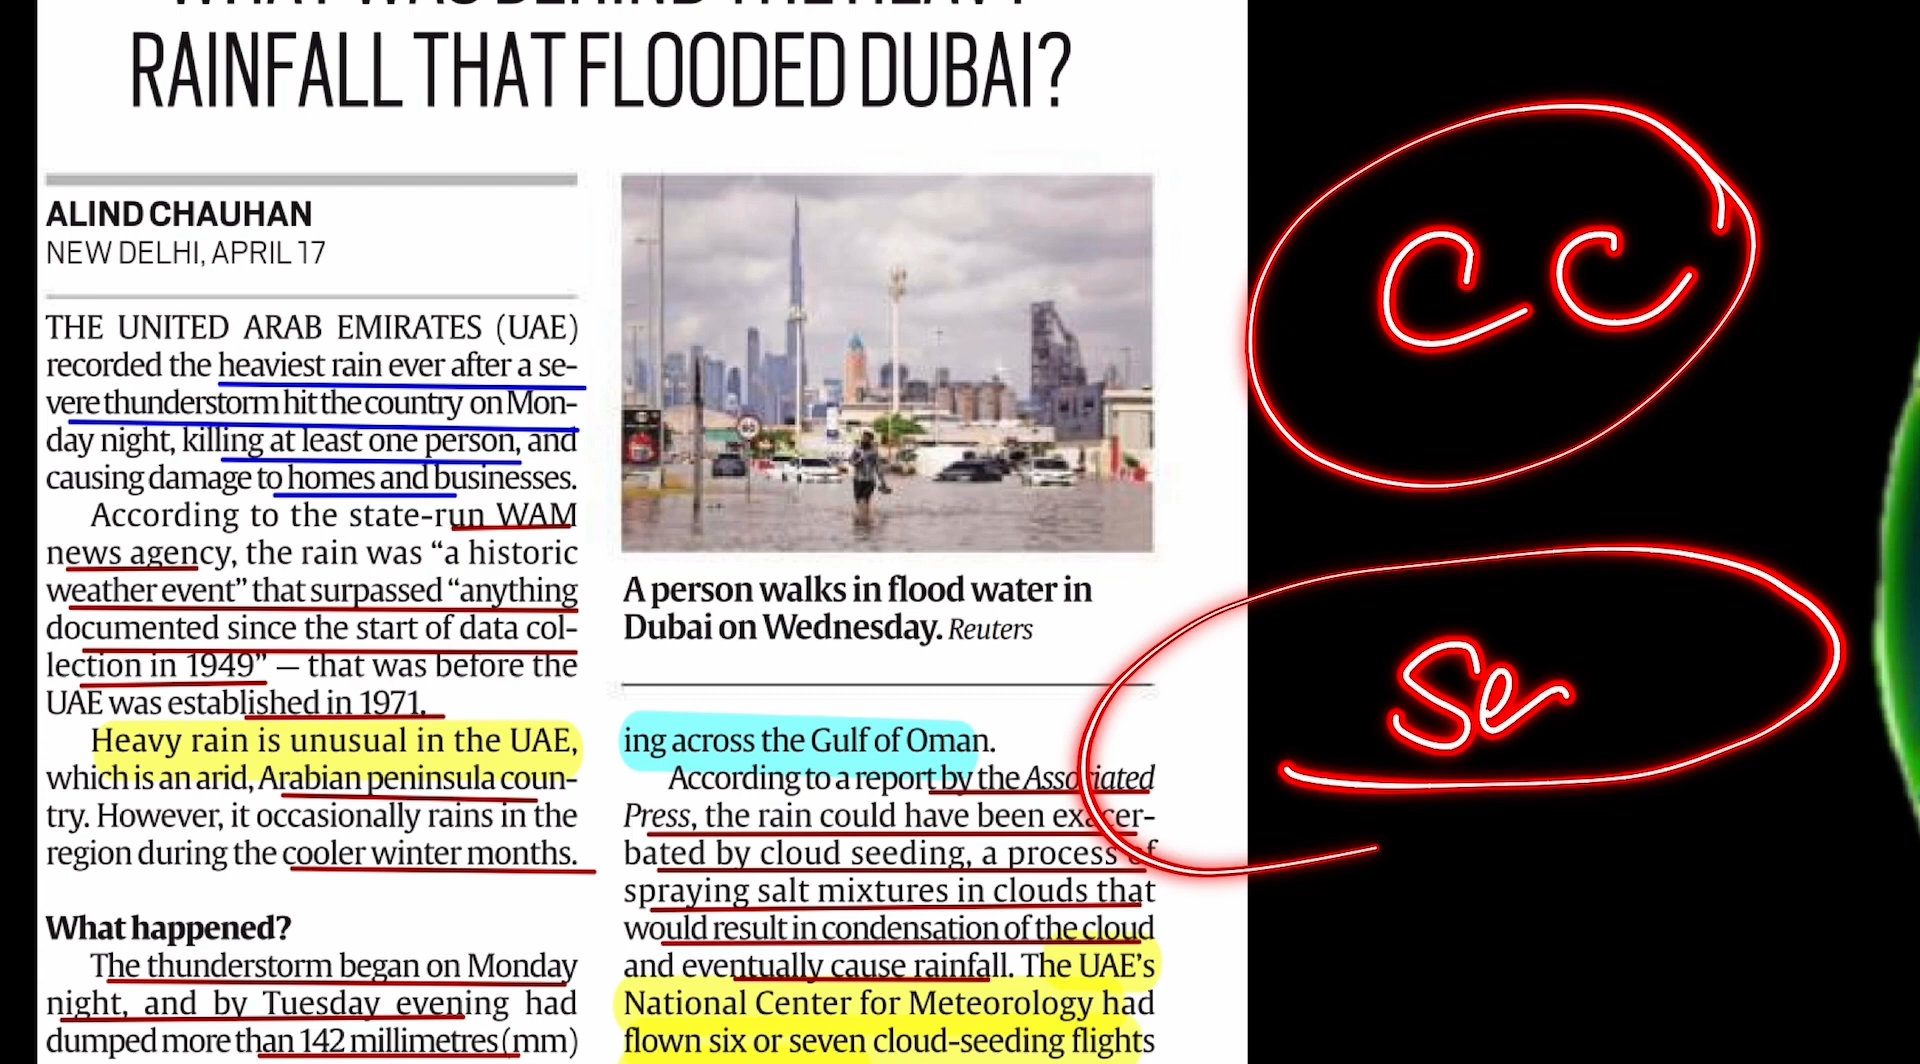 RAINFALL THAT FLOODED DUBAI?
ALIND CHAUHAN
NEW DELHI, APRIL 17
THE UNITED ARAB EMIRATES (UAE)
recorded the heaviest rain ever after a se-
vere thunderstorm hit the country on Mon-
day night, killing at least one person, and
causing damage to homes and businesses.
According to the state-run WAM
news agency, the rain was “a historic
weather event” that surpassed “anything
documented since the start of data col-
lection in 1949” — that was before the
UAE was established in 1971.
Heavy rain is unusual in the UAE,
which is an arid, Arabian peninsula coun-
try. However, it occasionally rains in the
region during the cooler winter months.
What happened?
The thunderstorm began on Monday
night, and by Tuesday evening had
dumped more than 142 millimetres (mm)
A person walks in flood water in
Dubai on Wednesday. Reuters
ing across the Gulf of Oman.
According to a report by the Associated
Press, the rain could have been exacer-
bated by cloud seeding, a process of
spraying salt mixtures in clouds that
would result in condensation of the cloud
and eventually cause rainfall. The UAE’s
National Center for Meteorology had
flown six or seven cloud-seeding flights
CC
Se